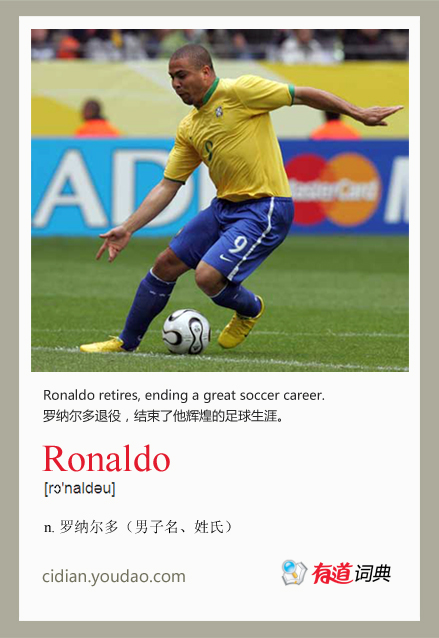 ADI
MasterCard
M
9
9
Ronaldo retires, ending a great soccer career.
罗纳尔多退役，结束了他辉煌的足球生涯。
Ronaldo
[rɔ'naldəu]
n. 罗纳尔多（男子名、姓氏）
cidian.youdao.com
有道词典